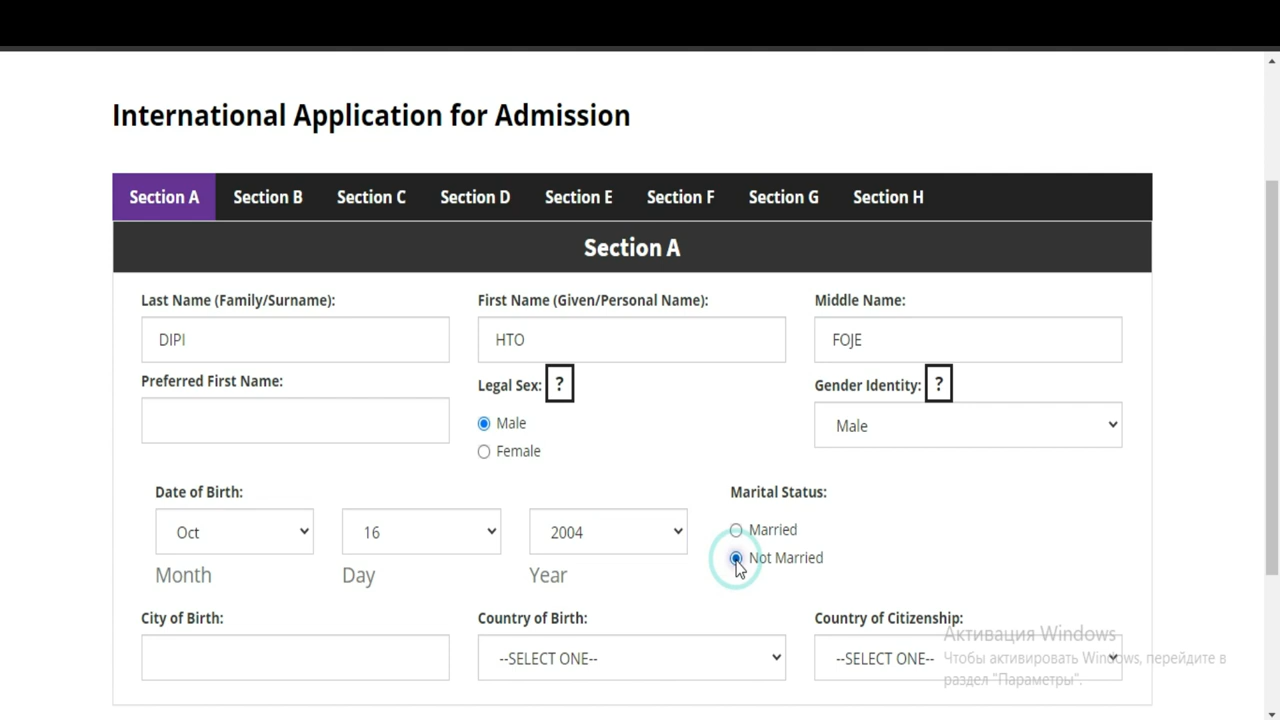 International Application for Admission
Section A Section B Section C Section D Section E Section F Section G Section H
Section A
Last Name (Family/Surname): First Name (Given/Personal Name): Middle Name:
DIPI HTO FOJE
Preferred First Name: Legal Sex: ? Gender Identity: ?
Male Male
Female
Date of Birth: Marital Status:
Oct 16 2004 Married
Not Married
Month Day Year
City of Birth: Country of Birth: Country of Citizenship:
--SELECT ONE-- --SELECT ONE--
Активация Windows
Чтобы активировать Windows, перейдите в
раздел "Параметры".